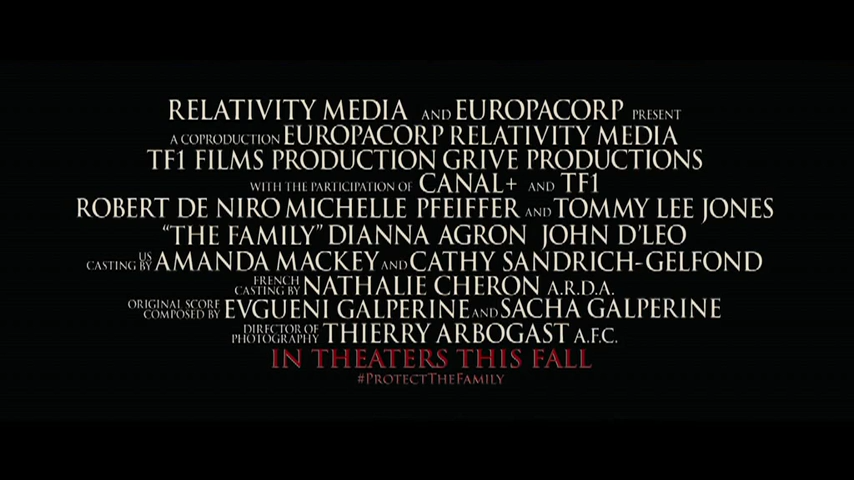 RELATIVITY MEDIA AND EUROPACORP PRESENT
A COPRODUCTION EUROPACORP RELATIVITY MEDIA
TF1 FILMS PRODUCTION GRIVE PRODUCTIONS
WITH THE PARTICIPATION OF CANAL+ AND TF1
ROBERT DE NIRO MICHELLE PFEIFFER AND TOMMY LEE JONES
"THE FAMILY" DIANNA AGRON JOHN D'LEO
US CASTING BY AMANDA MACKEY AND CATHY SANDRICH-GELFOND
FRENCH CASTING BY NATHALIE CHERON A.R.D.A.
ORIGINAL SCORE COMPOSED BY EVGUENI GALPERINE AND SACHA GALPERINE
DIRECTOR OF PHOTOGRAPHY THIERRY ARBOGAST A.F.C.
IN THEATERS THIS FALL
#PROTECTTHEFAMILY